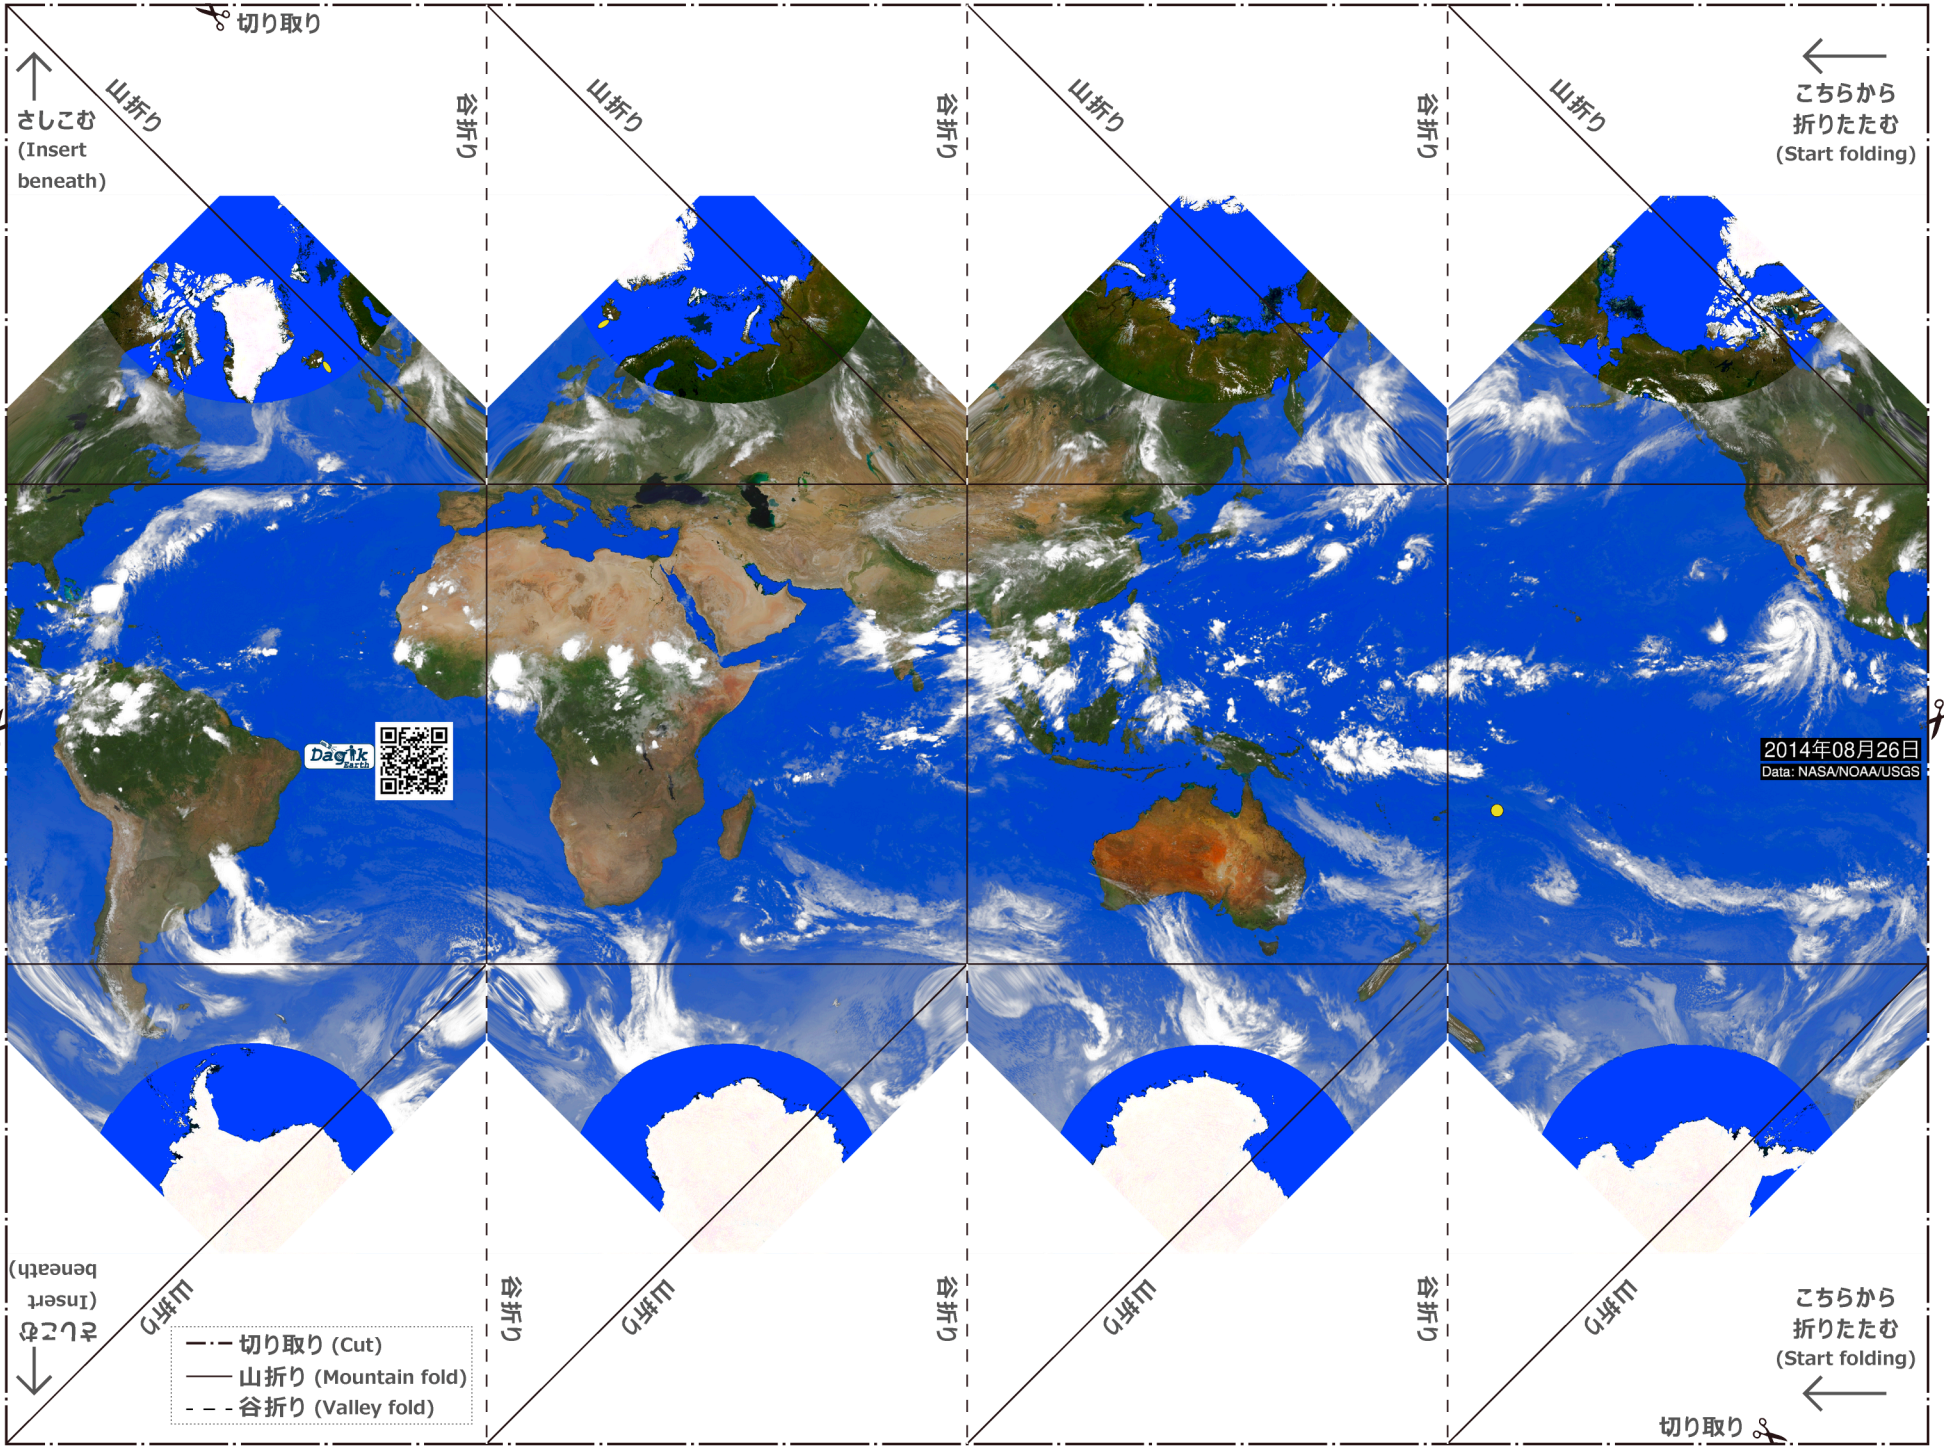 切り取り
山折り
谷折り
山折り
谷折り
山折り
谷折り
山折り
さしこむ
(Insert
beneath)
こちらから
折りたたむ
(Start folding)
Dagik
Earth
2014年08月26日
Data: NASA/NOAA/USGS
さしこむ
(Insert
beneath)
山折り
谷折り
山折り
谷折り
山折り
谷折り
山折り
こちらから
折りたたむ
(Start folding)
切り取り (Cut)
山折り (Mountain fold)
谷折り (Valley fold)
切り取り